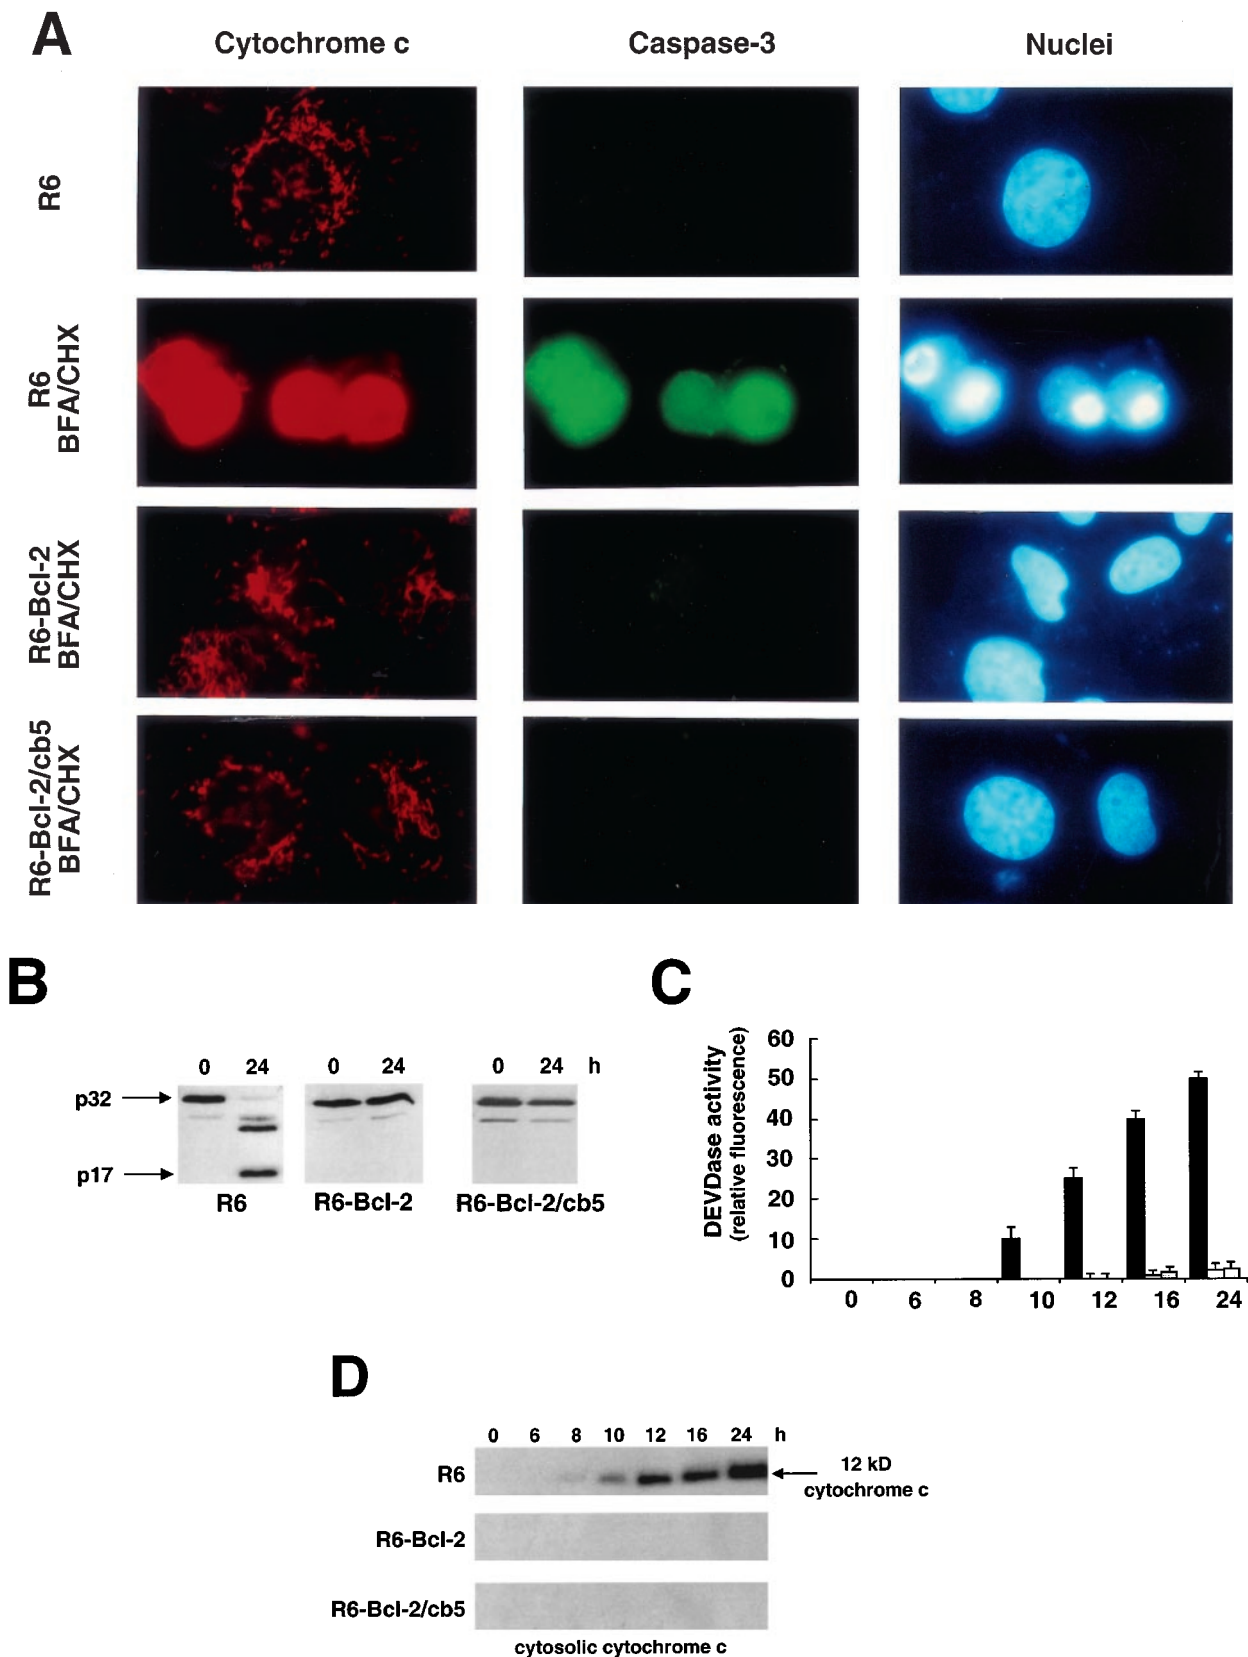 A
Cytochrome c
Caspase-3
Nuclei
R6
R6
BFA/CHX
R6-Bcl-2
BFA/CHX
R6-Bcl-2/cb5
BFA/CHX
B
0 24
0 24
0 24 h
p32
p17
R6
R6-Bcl-2
R6-Bcl-2/cb5
C
DEVDase activity
(relative fluorescence)
60
50
40
30
20
10
0
0 6 8 10 12 16 24
D
0 6 8 10 12 16 24 h
R6
12 kD
cytochrome c
R6-Bcl-2
R6-Bcl-2/cb5
cytosolic cytochrome c